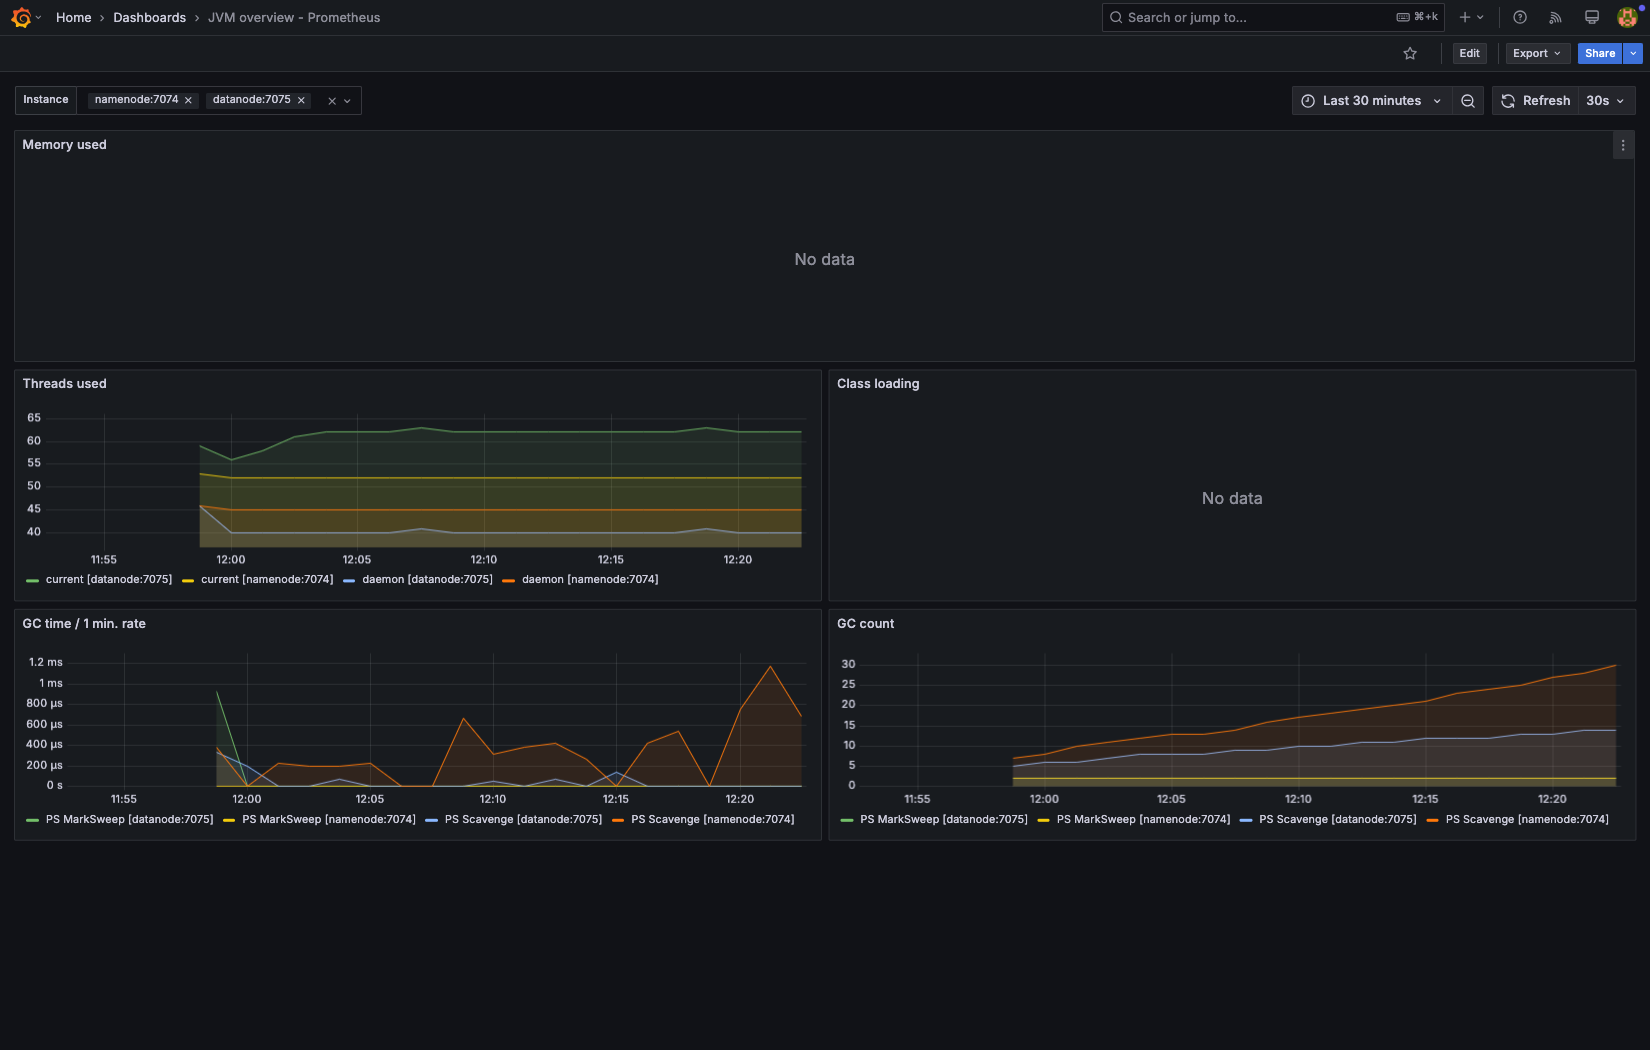 Home › Dashboards › JVM overview - Prometheus
Search or jump to... ⌘+k
Edit
Export
Share
Instance
namenode:7074
datanode:7075
Last 30 minutes
Refresh
30s
Memory used
No data
Threads used
65
60
55
50
45
40
11:55 12:00 12:05 12:10 12:15 12:20
current [datanode:7075] current [namenode:7074] daemon [datanode:7075] daemon [namenode:7074]
Class loading
No data
GC time / 1 min. rate
1.2 ms
1 ms
800 µs
600 µs
400 µs
200 µs
0 s
11:55 12:00 12:05 12:10 12:15 12:20
PS MarkSweep [datanode:7075] PS MarkSweep [namenode:7074] PS Scavenge [datanode:7075] PS Scavenge [namenode:7074]
GC count
30
25
20
15
10
5
0
11:55 12:00 12:05 12:10 12:15 12:20
PS MarkSweep [datanode:7075] PS MarkSweep [namenode:7074] PS Scavenge [datanode:7075] PS Scavenge [namenode:7074]